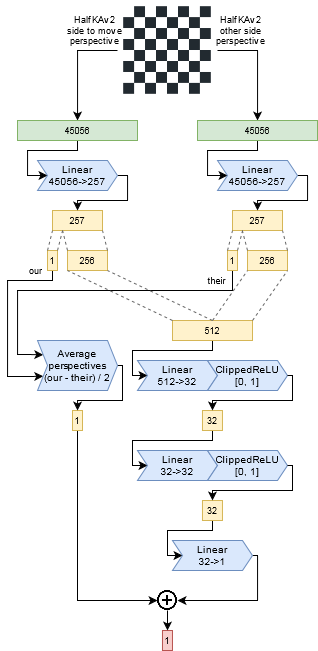 HalfKAv2
side to move
perspective
HalfKAv2
other side
perspective
45056
45056
Linear
45056->257
Linear
45056->257
257
257
1
256
1
256
our
their
512
Average
perspectives
(our - their) / 2
Linear
512->32
ClippedReLU
[0, 1]
1
32
Linear
32->32
ClippedReLU
[0, 1]
32
Linear
32->1
1